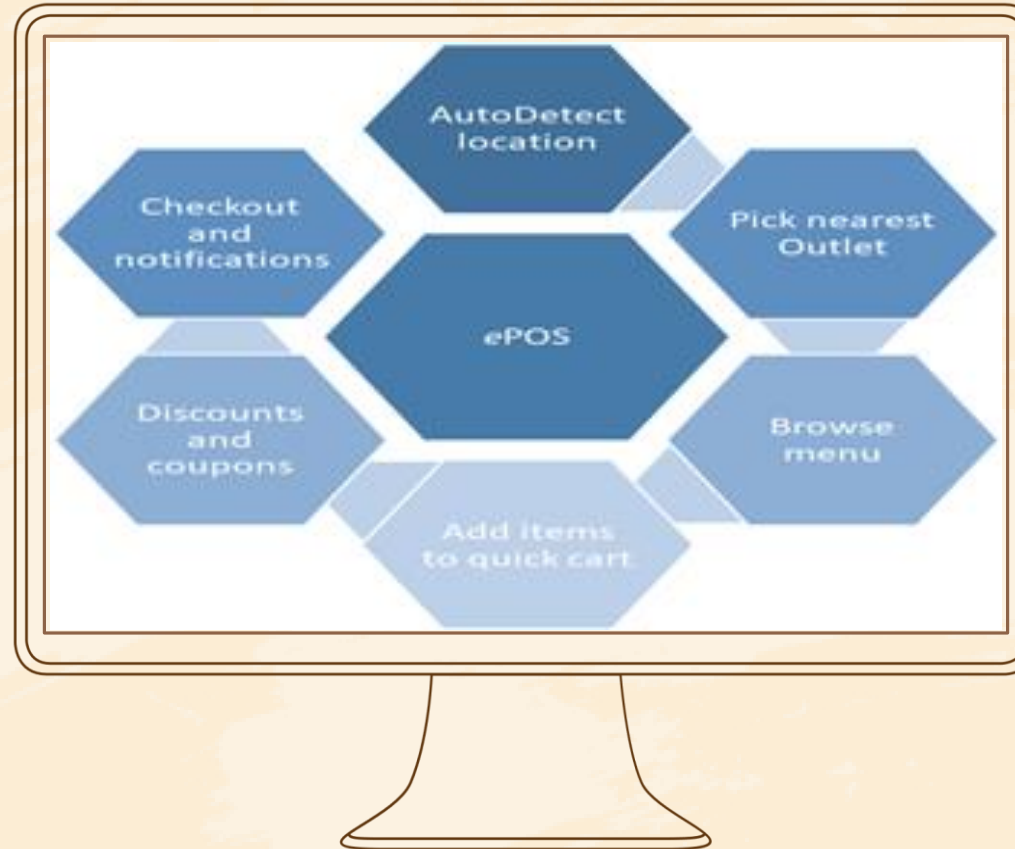 AutoDetect
location
Pick nearest
Outlet
Browse
menu
Add items
to quick cart
Discounts
and
coupons
Checkout
and
notifications
ePOS